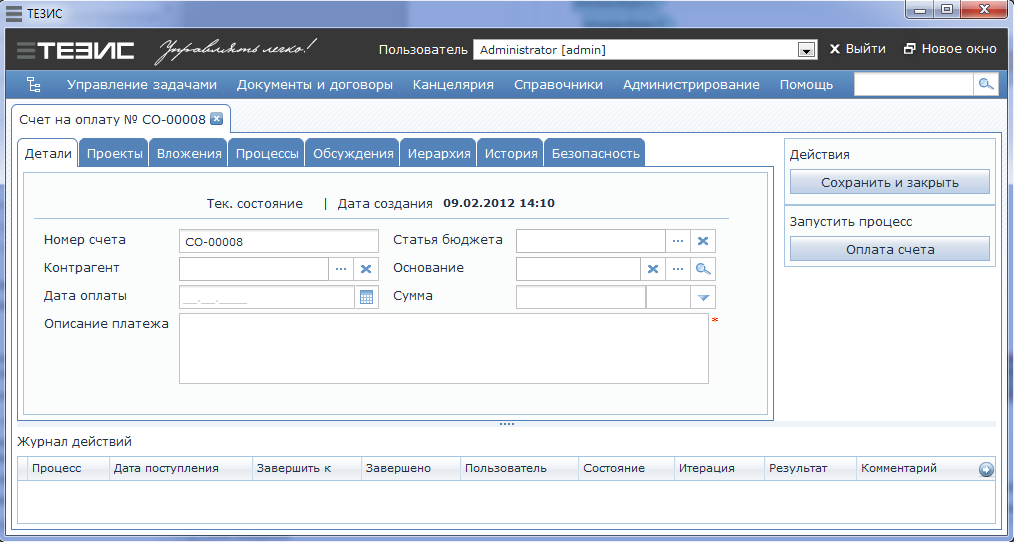 ТЕЗИС
ТЕЗИС Управлять легко! Пользователь Administrator [admin] Выйти Новое окно
Управление задачами Документы и договоры Канцелярия Справочники Администрирование Помощь
Счет на оплату № СО-00008
Детали Проекты Вложения Процессы Обсуждения Иерархия История Безопасность
Действия
Сохранить и закрыть
Запустить процесс
Оплата счета
Тек. состояние | Дата создания 09.02.2012 14:10
Номер счета СО-00008 Статья бюджета
Контрагент Основание
Дата оплаты __.__.____ Сумма
Описание платежа *
Журнал действий
Процесс Дата поступления Завершить к Завершено Пользователь Состояние Итерация Результат Комментарий